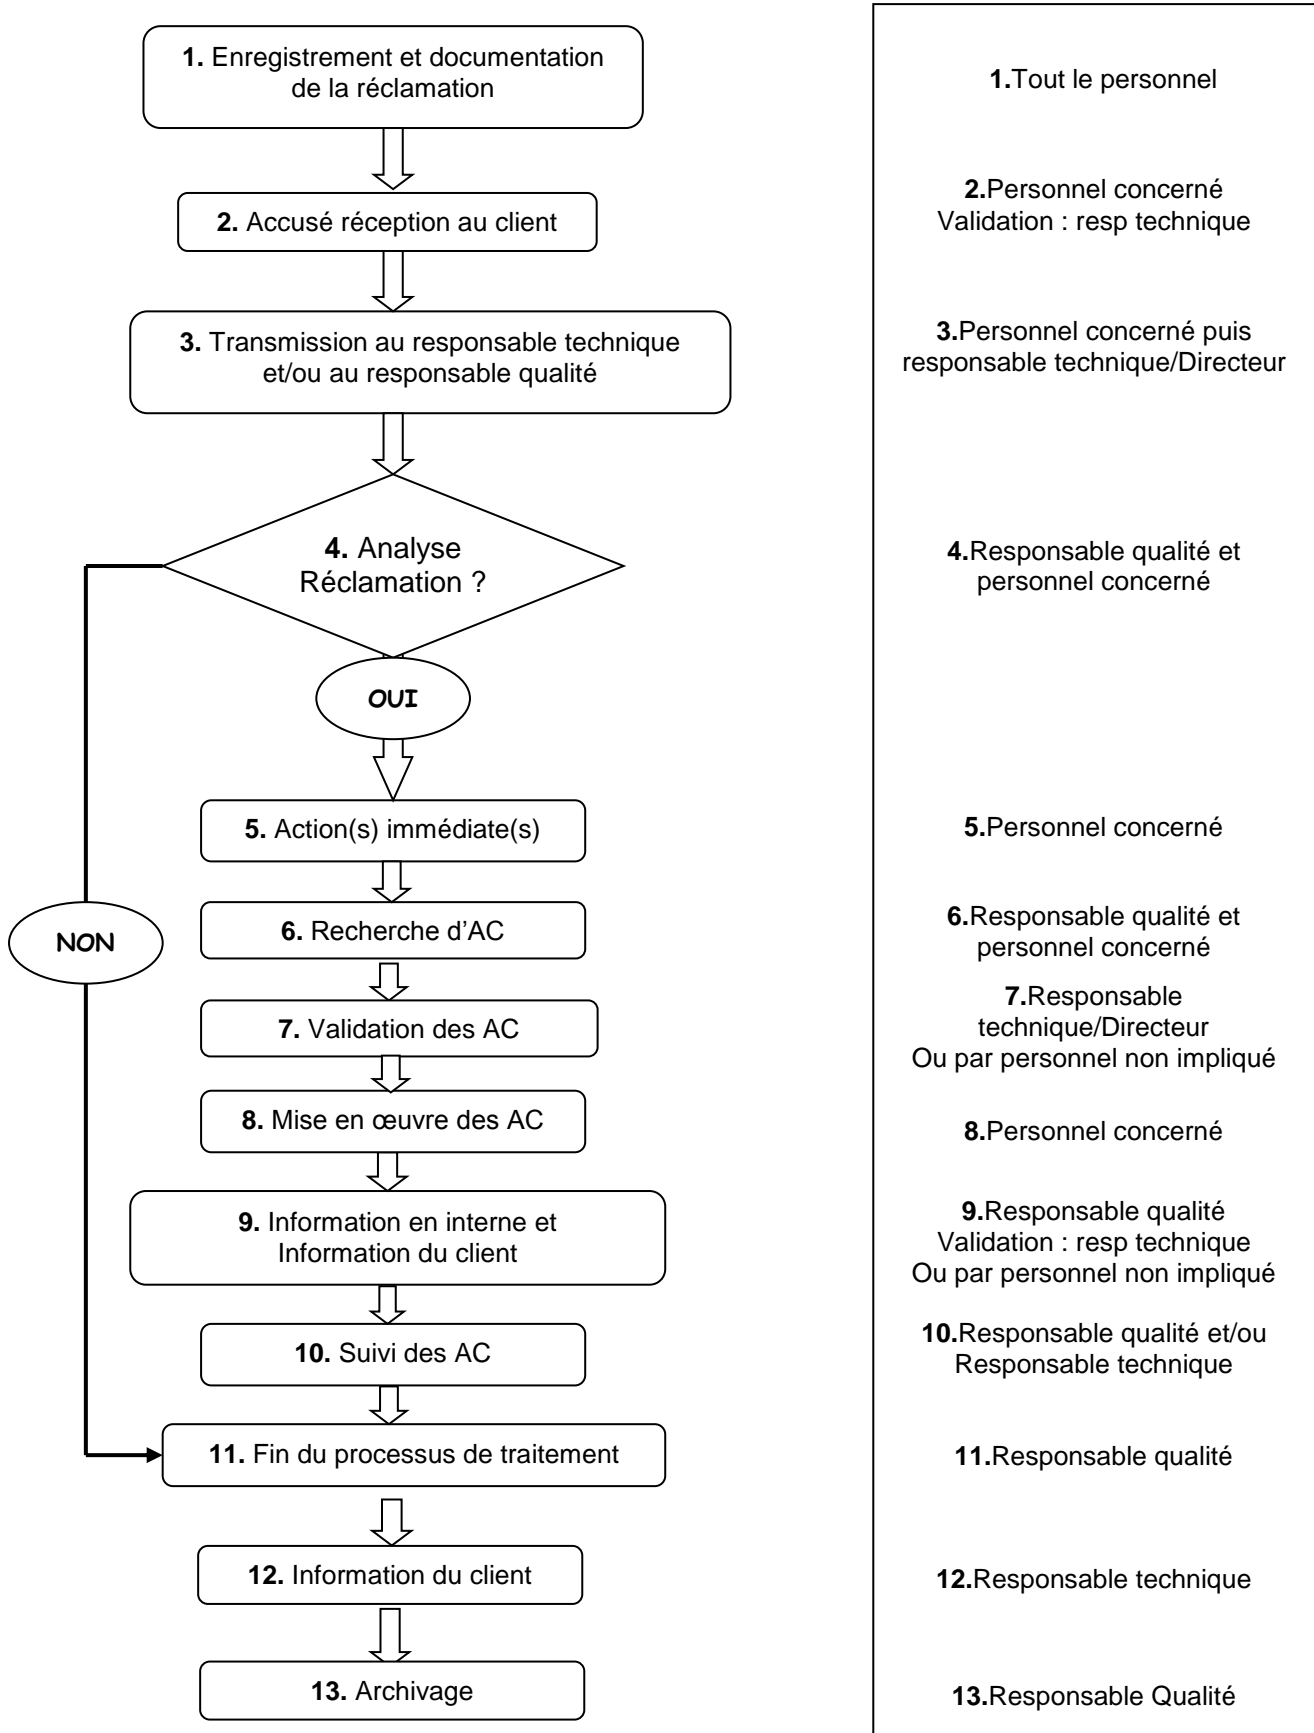 1. Enregistrement et documentation
de la réclamation
1.Tout le personnel
2. Accusé réception au client
2.Personnel concerné
Validation : resp technique
3. Transmission au responsable technique
et/ou au responsable qualité
3.Personnel concerné puis
responsable technique/Directeur
4. Analyse
Réclamation ?
4.Responsable qualité et
personnel concerné
OUI
5. Action(s) immédiate(s)
5.Personnel concerné
NON
6. Recherche d’AC
6.Responsable qualité et
personnel concerné
7. Validation des AC
7.Responsable
technique/Directeur
Ou par personnel non impliqué
8. Mise en œuvre des AC
8.Personnel concerné
9. Information en interne et
Information du client
9.Responsable qualité
Validation : resp technique
Ou par personnel non impliqué
10. Suivi des AC
10.Responsable qualité et/ou
Responsable technique
11. Fin du processus de traitement
11.Responsable qualité
12. Information du client
12.Responsable technique
13. Archivage
13.Responsable Qualité